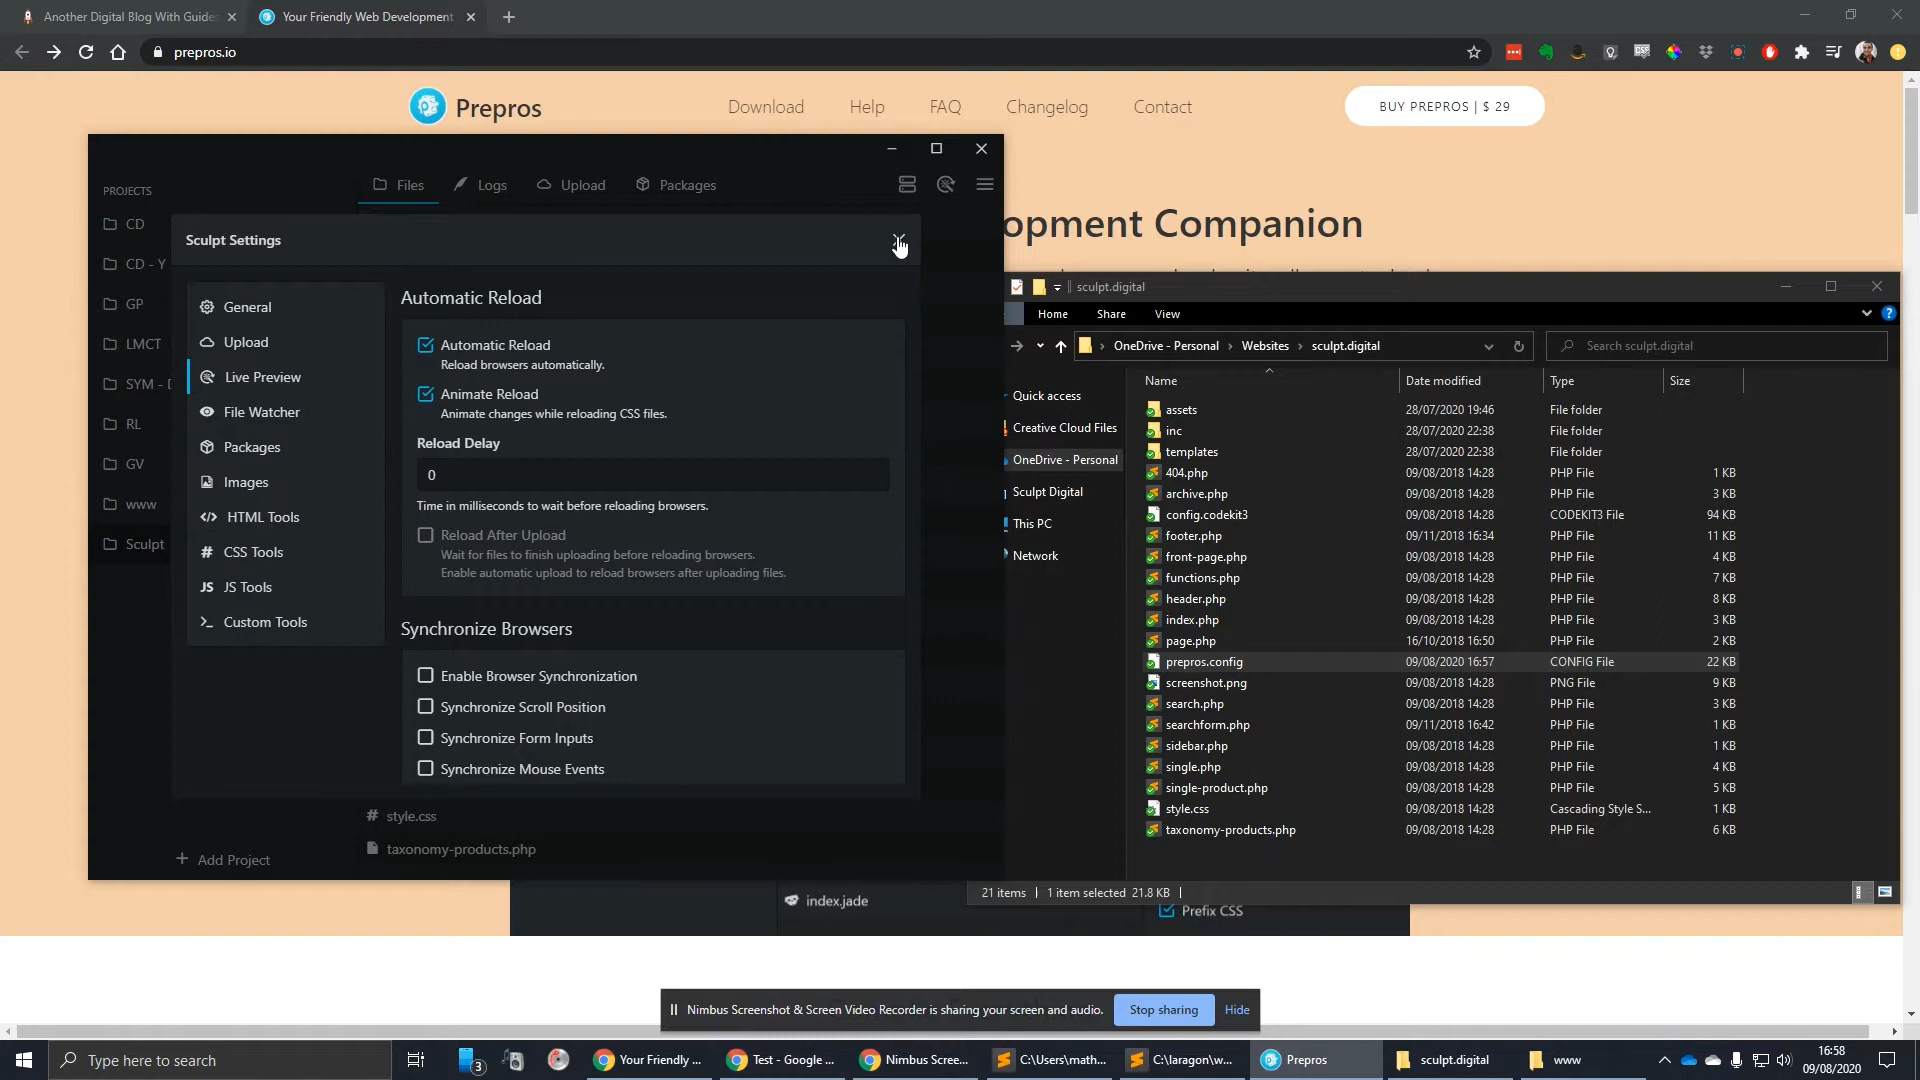 Another Digital Blog With Guides
Your Friendly Web Development
prepros.io
Prepros
Download
Help
FAQ
Changelog
Contact
BUY PREPROS | $ 29
opment Companion
PROJECTS
CD
CD - Y
GP
LMCT
SYM - D
RL
GV
www
Sculpt
Add Project
Files
Logs
Upload
Packages
Sculpt Settings
General
Upload
Live Preview
File Watcher
Packages
Images
HTML Tools
CSS Tools
JS Tools
Custom Tools
Automatic Reload
Automatic Reload
Reload browsers automatically.
Animate Reload
Animate changes while reloading CSS files.
Reload Delay
0
Time in milliseconds to wait before reloading browsers.
Reload After Upload
Wait for files to finish uploading before reloading browsers.
Enable automatic upload to reload browsers after uploading files.
Synchronize Browsers
Enable Browser Synchronization
Synchronize Scroll Position
Synchronize Form Inputs
Synchronize Mouse Events
style.css
taxonomy-products.php
index.jade
Prefix CSS
sculpt.digital
Home Share View
OneDrive - Personal > Websites > sculpt.digital
Search sculpt.digital
Quick access
Creative Cloud Files
OneDrive - Personal
Sculpt Digital
This PC
Network
Name Date modified Type Size
assets 28/07/2020 19:46 File folder
inc 28/07/2020 22:38 File folder
templates 28/07/2020 22:38 File folder
404.php 09/08/2018 14:28 PHP File 1 KB
archive.php 09/08/2018 14:28 PHP File 3 KB
config.codekit3 09/08/2018 14:28 CODEKIT3 File 94 KB
footer.php 09/11/2018 16:34 PHP File 11 KB
front-page.php 09/08/2018 14:28 PHP File 4 KB
functions.php 09/08/2018 14:28 PHP File 7 KB
header.php 09/08/2018 14:28 PHP File 8 KB
index.php 09/08/2018 14:28 PHP File 3 KB
page.php 16/10/2018 16:50 PHP File 2 KB
prepros.config 09/08/2020 16:57 CONFIG File 22 KB
screenshot.png 09/08/2018 14:28 PNG File 9 KB
search.php 09/08/2018 14:28 PHP File 3 KB
searchform.php 09/11/2018 16:42 PHP File 1 KB
sidebar.php 09/08/2018 14:28 PHP File 1 KB
single.php 09/08/2018 14:28 PHP File 4 KB
single-product.php 09/08/2018 14:28 PHP File 5 KB
style.css 09/08/2018 14:28 Cascading Style S... 1 KB
taxonomy-products.php 09/08/2018 14:28 PHP File 6 KB
21 items 1 item selected 21.8 KB
Nimbus Screenshot & Screen Video Recorder is sharing your screen and audio.
Stop sharing
Hide
Type here to search
3
Your Friendly ...
Test - Google ...
Nimbus Scree...
C:\Users\math...
C:\laragon\w...
Prepros
sculpt.digital
www
16:58
09/08/2020